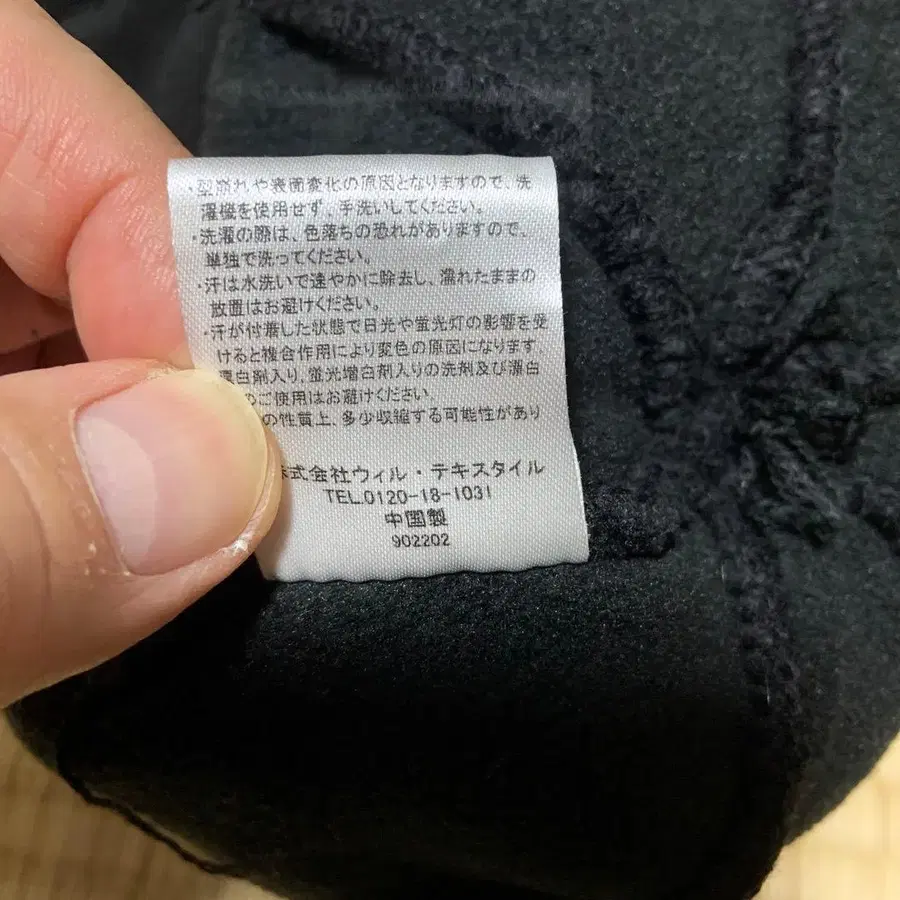 ・型崩れや表面変化の原因となりますので、洗
濯機を使用せず、手洗いしてください。
・洗濯の際は、色落ちの恐れがありますので、
単独で洗ってください。
・汗は水洗いで速やかに除去し、濡れたままの
放置はお避けください。
・汗が付着した状態で日光や蛍光灯の影響を受
けると複合作用により変色の原因になります
漂白剤入り、蛍光増白剤入りの洗剤及び漂白
のご使用はお避けください。
の性質上、多少収縮する可能性があり
株式会社ウィル・テキスタイル
TEL.0120-18-1031
中国製
902202